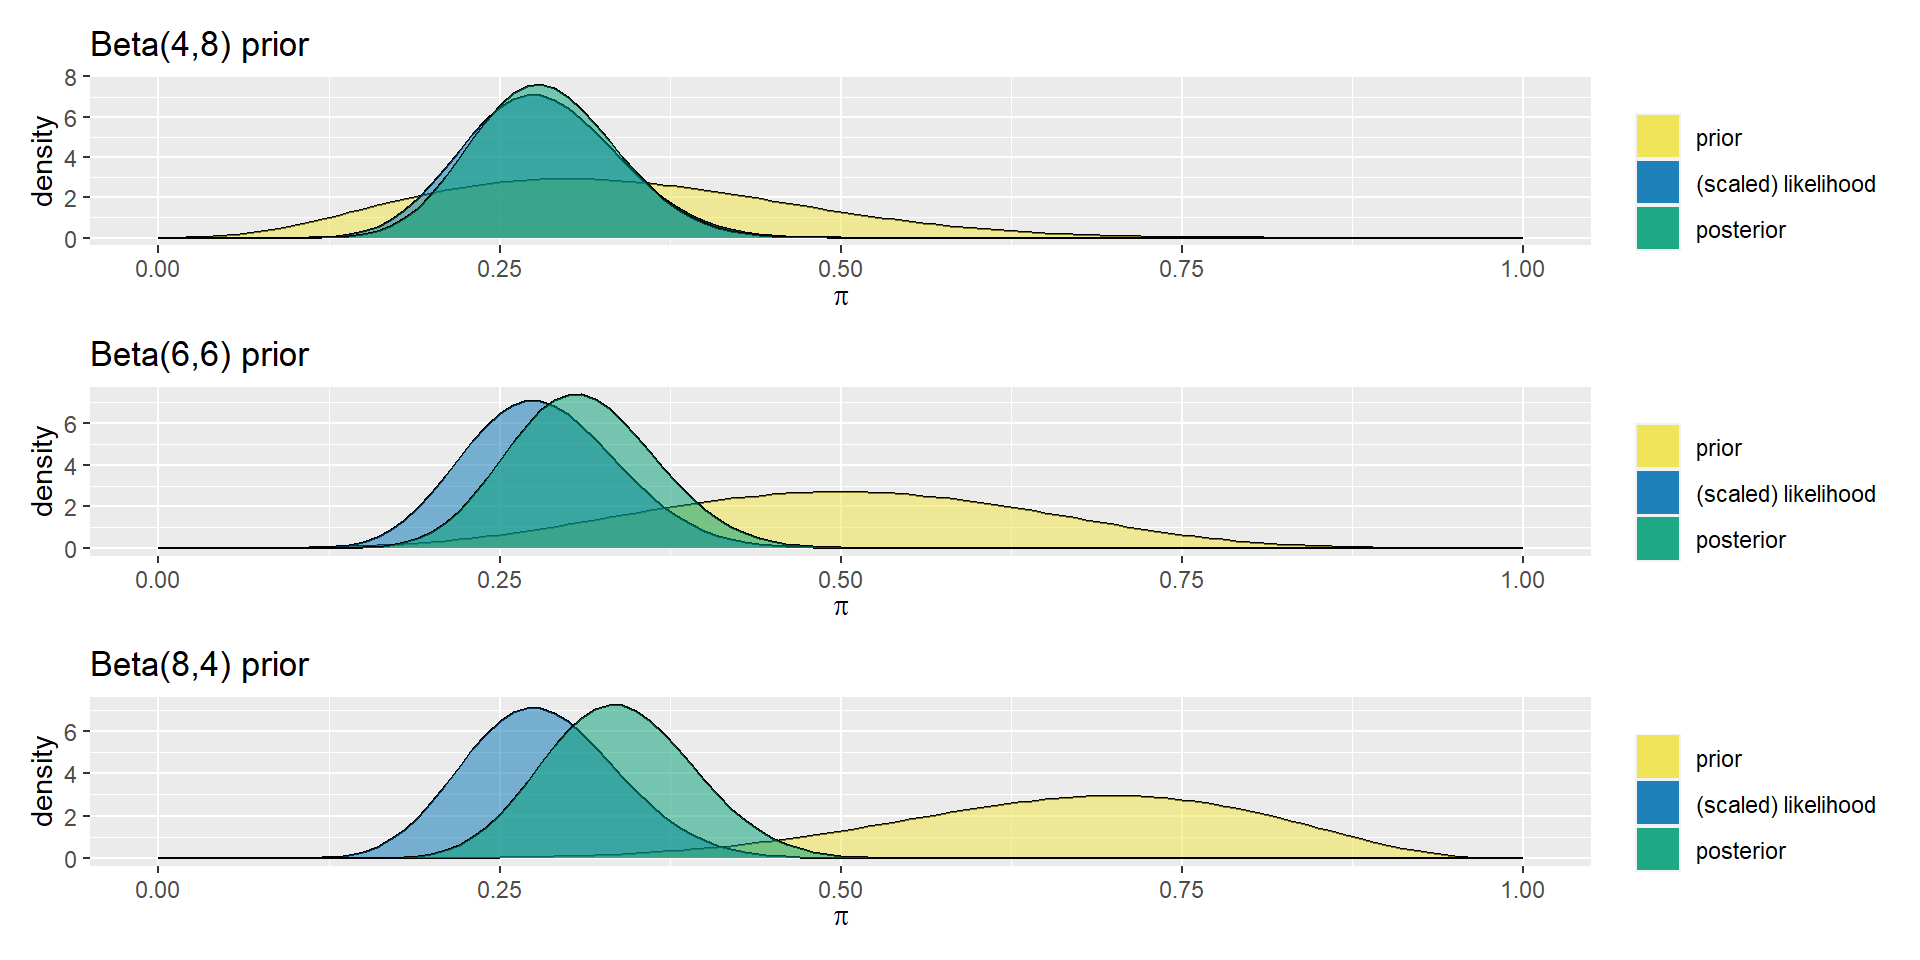 Beta(4,8) prior
density
8
6
4
2
0
0.00 0.25 0.50 0.75 1.00
π
prior
(scaled) likelihood
posterior
Beta(6,6) prior
density
6
4
2
0
0.00 0.25 0.50 0.75 1.00
π
prior
(scaled) likelihood
posterior
Beta(8,4) prior
density
6
4
2
0
0.00 0.25 0.50 0.75 1.00
π
prior
(scaled) likelihood
posterior